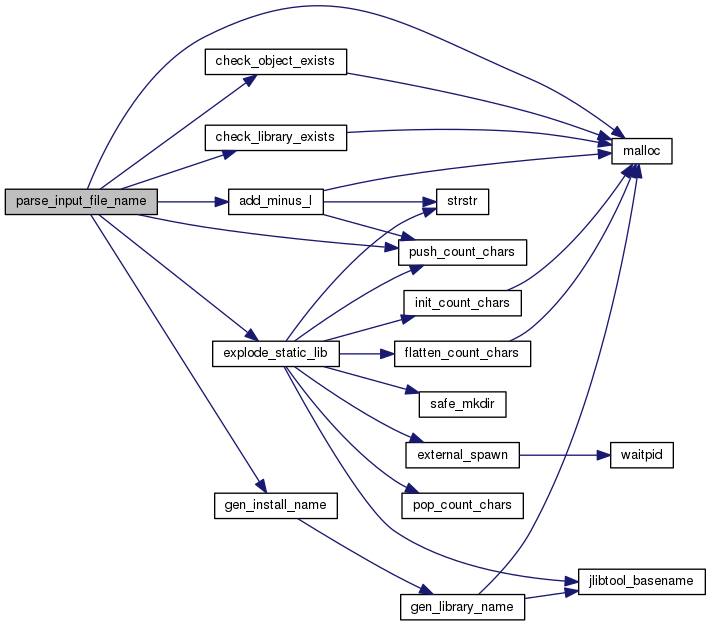 check_object_exists
check_library_exists
malloc
parse_input_file_name
add_minus_l
strstr
push_count_chars
init_count_chars
explode_static_lib
flatten_count_chars
safe_mkdir
external_spawn
waitpid
gen_install_name
pop_count_chars
jlibtool_basename
gen_library_name